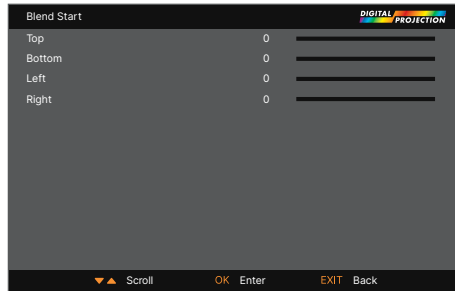 Blend Start DIGITAL PROJECTION
Top 0
Bottom 0
Left 0
Right 0
Scroll OK Enter EXIT Back